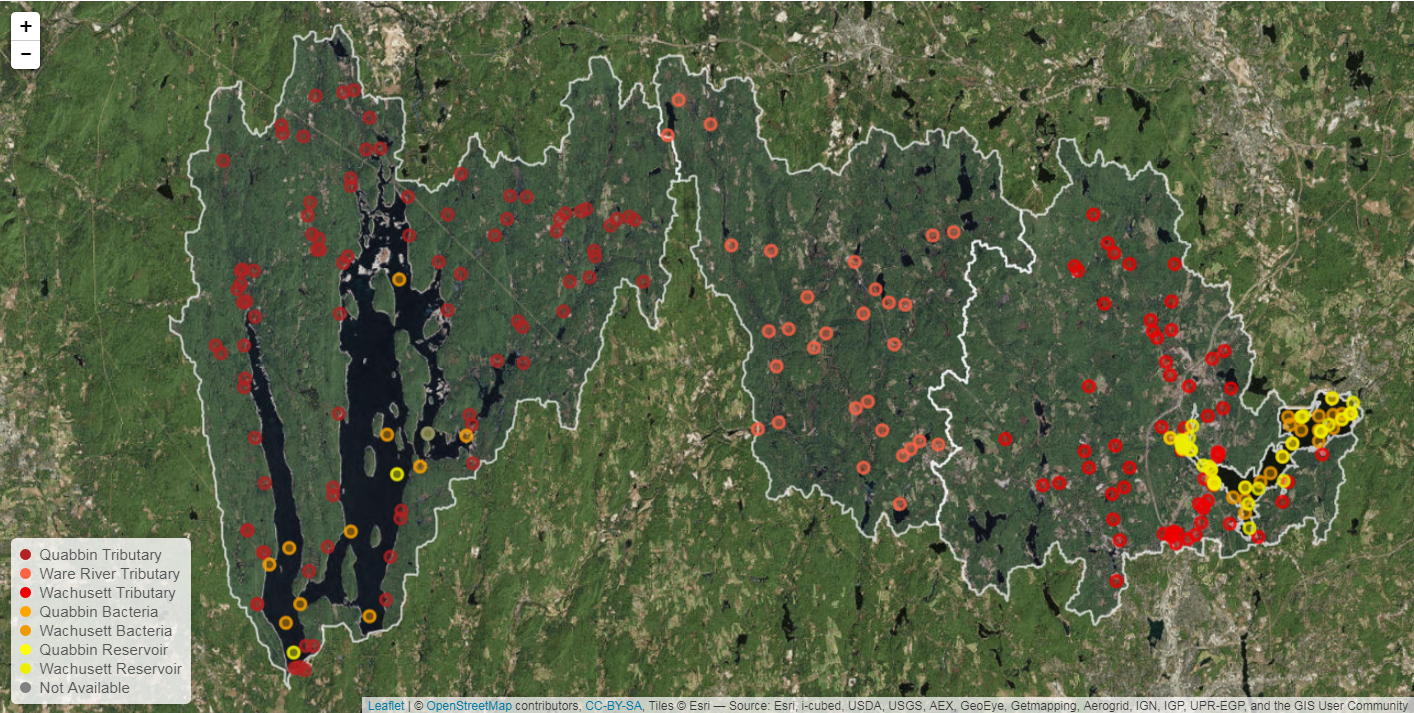 +
−
Quabbin Tributary
Ware River Tributary
Wachusett Tributary
Quabbin Bacteria
Wachusett Bacteria
Quabbin Reservoir
Wachusett Reservoir
Not Available
Leaflet | © OpenStreetMap contributors, CC-BY-SA, Tiles © Esri — Source: Esri, i-cubed, USDA, USGS, AEX, GeoEye, Getmapping, Aerogrid, IGN, IGP, UPR-EGP, and the GIS User Community